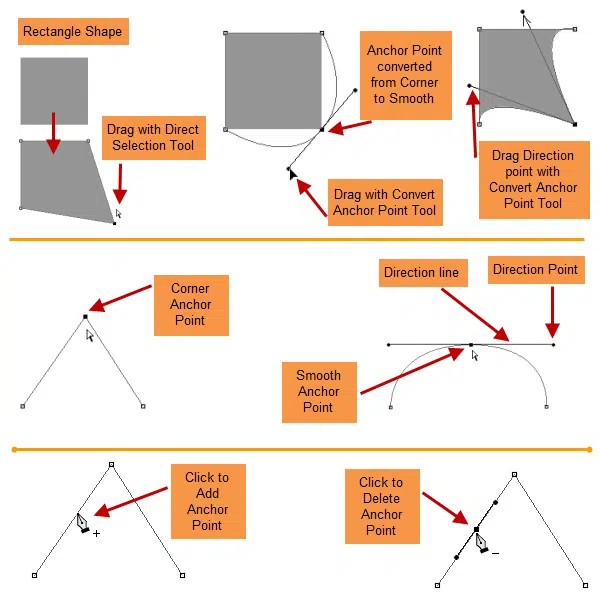 Rectangle Shape
Drag with Direct
Selection Tool
Anchor Point
converted
from Corner
to Smooth
Drag with Convert
Anchor Point Tool
Drag Direction
point with
Convert Anchor
Point Tool
Corner
Anchor
Point
Direction line
Direction Point
Smooth
Anchor
Point
Click to
Add
Anchor
Point
Click to
Delete
Anchor
Point